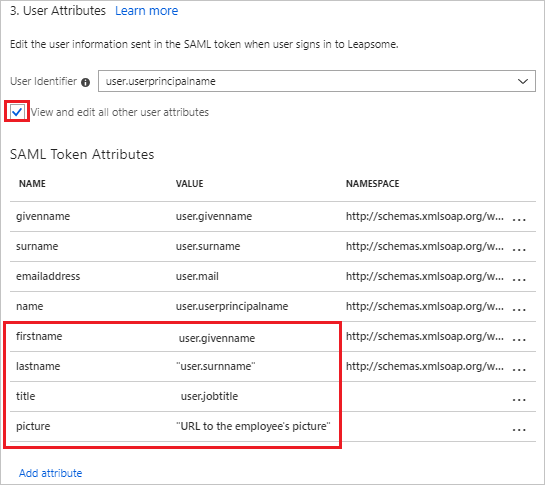 3. User Attributes Learn more
Edit the user information sent in the SAML token when user signs in to Leapsome.
User Identifier user.userprincipalname
View and edit all other user attributes
SAML Token Attributes
NAME VALUE NAMESPACE
givenname user.givenname http://schemas.xmlsoap.org/w... ...
surname user.surname http://schemas.xmlsoap.org/w... ...
emailaddress user.mail http://schemas.xmlsoap.org/w... ...
name user.userprincipalname http://schemas.xmlsoap.org/w... ...
firstname user.givenname http://schemas.xmlsoap.org/w... ...
lastname "user.surnname" http://schemas.xmlsoap.org/w... ...
title user.jobtitle ...
picture "URL to the employee's picture" ...
Add attribute